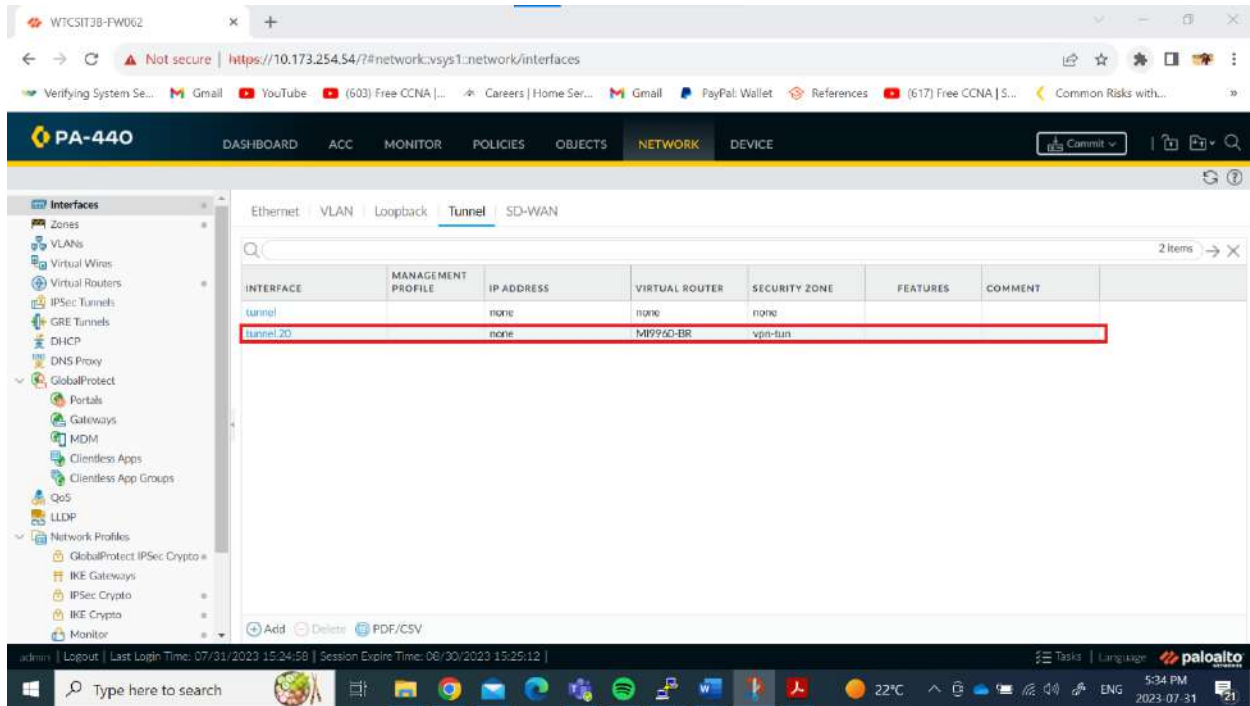 WTCSIT3B-FW062
Not secure | https://10.173.254.54/?#network::vsys1::network/interfaces
Verifying System Se... Gmail YouTube (603) Free CCNA |... Careers | Home Ser... Gmail PayPal: Wallet References (617) Free CCNA | S... Common Risks with... »
PA-440 DASHBOARD ACC MONITOR POLICIES OBJECTS NETWORK DEVICE Commit
Interfaces
Zones
VLANs
Virtual Wires
Virtual Routers
IPSec Tunnels
GRE Tunnels
DHCP
DNS Proxy
GlobalProtect
Portals
Gateways
MDM
Clientless Apps
Clientless App Groups
QoS
LLDP
Network Profiles
GlobalProtect IPSec Crypto
IKE Gateways
IPSec Crypto
IKE Crypto
Monitor
Ethernet | VLAN | Loopback | Tunnel | SD-WAN
2 items
INTERFACE MANAGEMENT PROFILE IP ADDRESS VIRTUAL ROUTER SECURITY ZONE FEATURES COMMENT
tunnel none none none
tunnel.20 none MI9960-BR vpn-tun
Add Delete PDF/CSV
admin | Logout | Last Login Time: 07/31/2023 15:24:58 | Session Expire Time: 08/30/2023 15:25:12 | Tasks | Language paloalto NETWORKS
Type here to search 22°C ENG 5:34 PM
2023-07-31 21